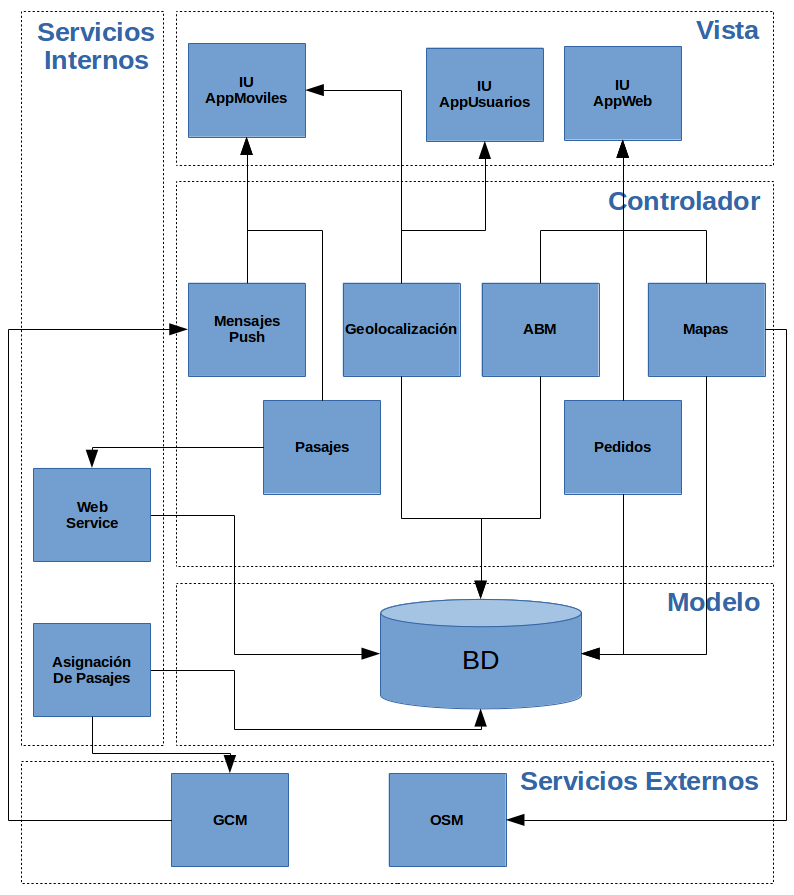 Servicios
Internos
Vista
IU
AppMoviles
IU
AppUsuarios
IU
AppWeb
Controlador
Mensajes
Push
Geolocalización
ABM
Mapas
Pasajes
Pedidos
Web
Service
Modelo
Asignación
De Pasajes
BD
Servicios Externos
GCM
OSM